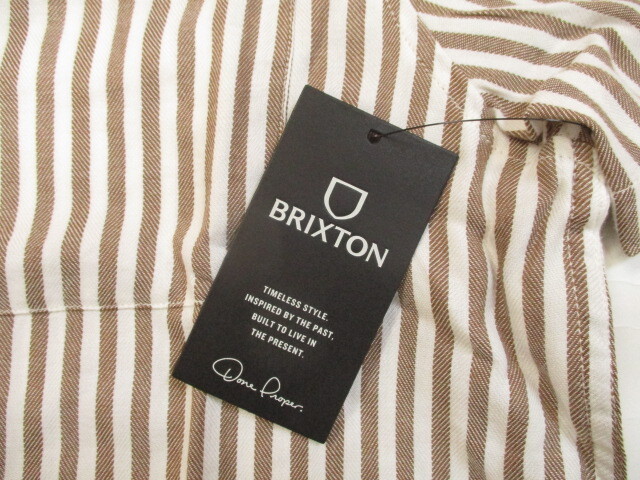 BRIXTON
TIMELESS STYLE.
INSPIRED BY THE PAST,
BUILT TO LIVE IN
THE PRESENT.
Done Proper.